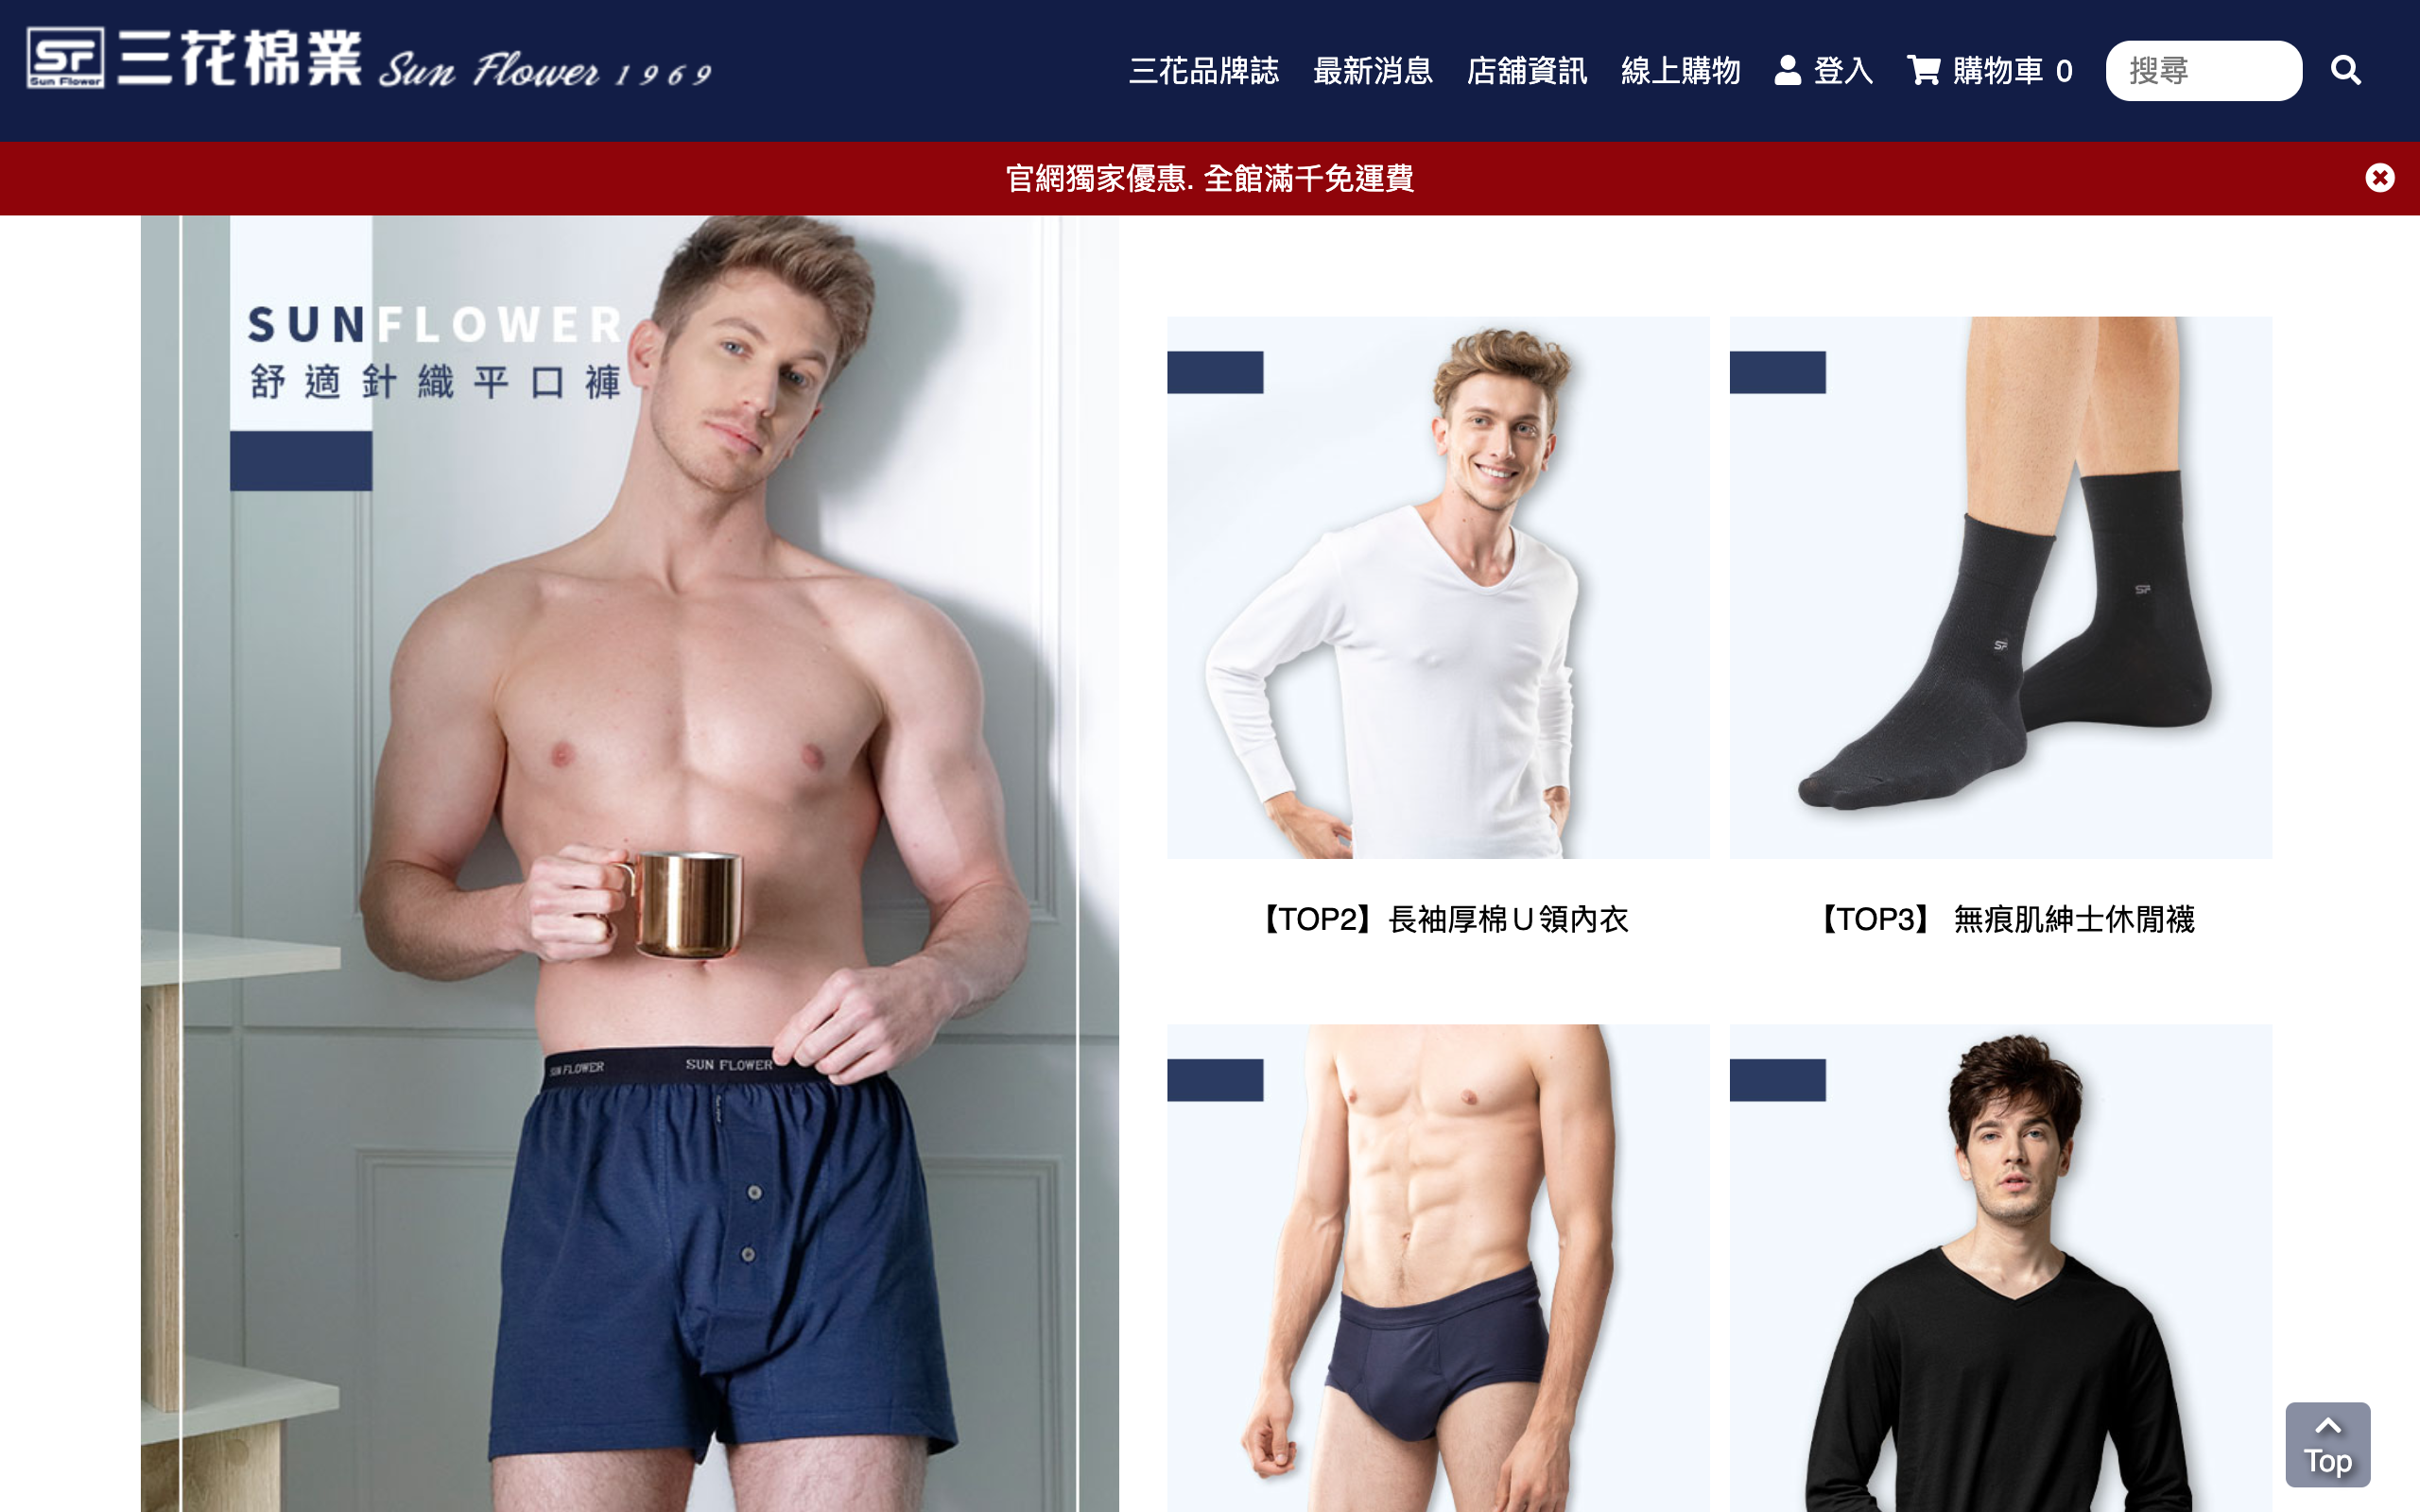 SF 三花棉業 Sun Flower 1969
Sun Flower
三花品牌誌 最新消息 店舖資訊 線上購物 登入 購物車 0 搜尋
官網獨家優惠. 全館滿千免運費
SUNFLOWER
舒適針織平口褲
SUN FLOWER SUN FLOWER
SF
SF
【TOP2】長袖厚棉U領內衣
【TOP3】 無痕肌紳士休閒襪
Top